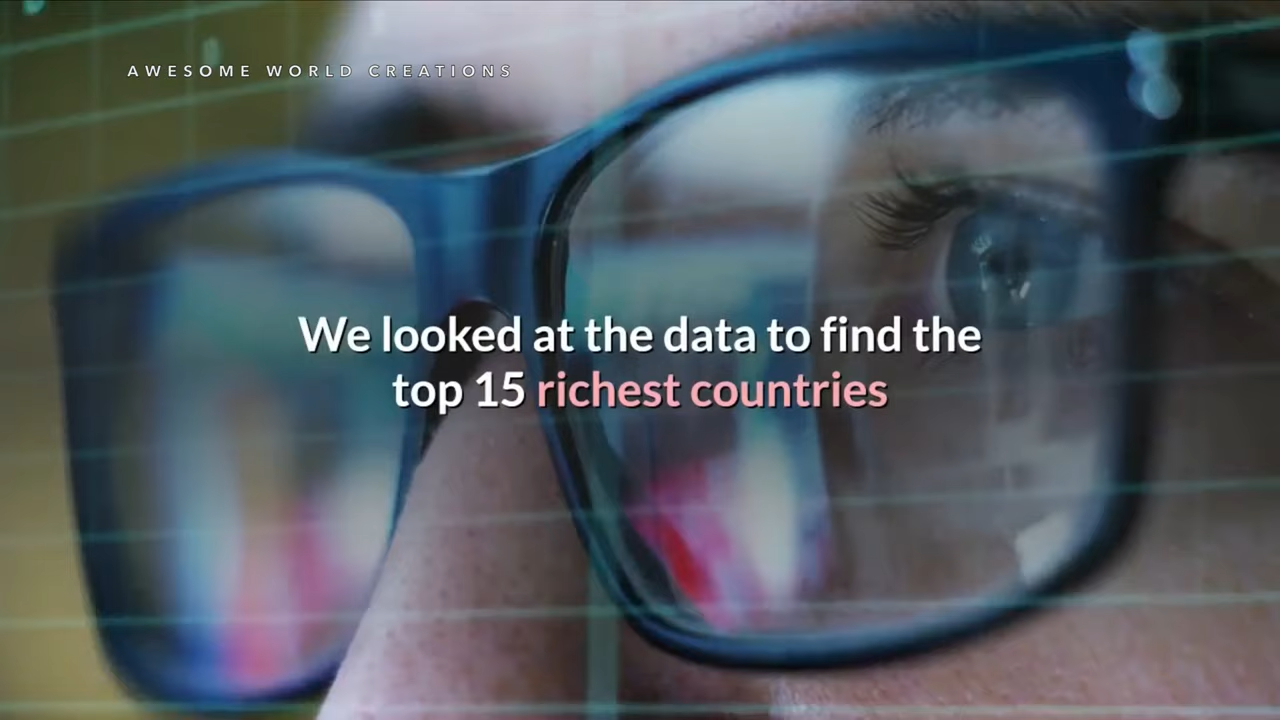 AWESOME WORLD CREATIONS
We looked at the data to find the
top 15 richest countries